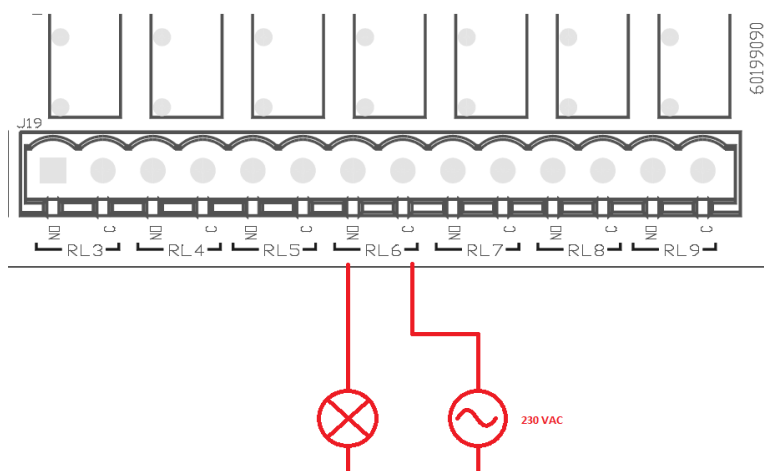 60199090
J19
NO C NO C NO C NO C NO C NO C NO C
RL3 RL4 RL5 RL6 RL7 RL8 RL9
230 VAC